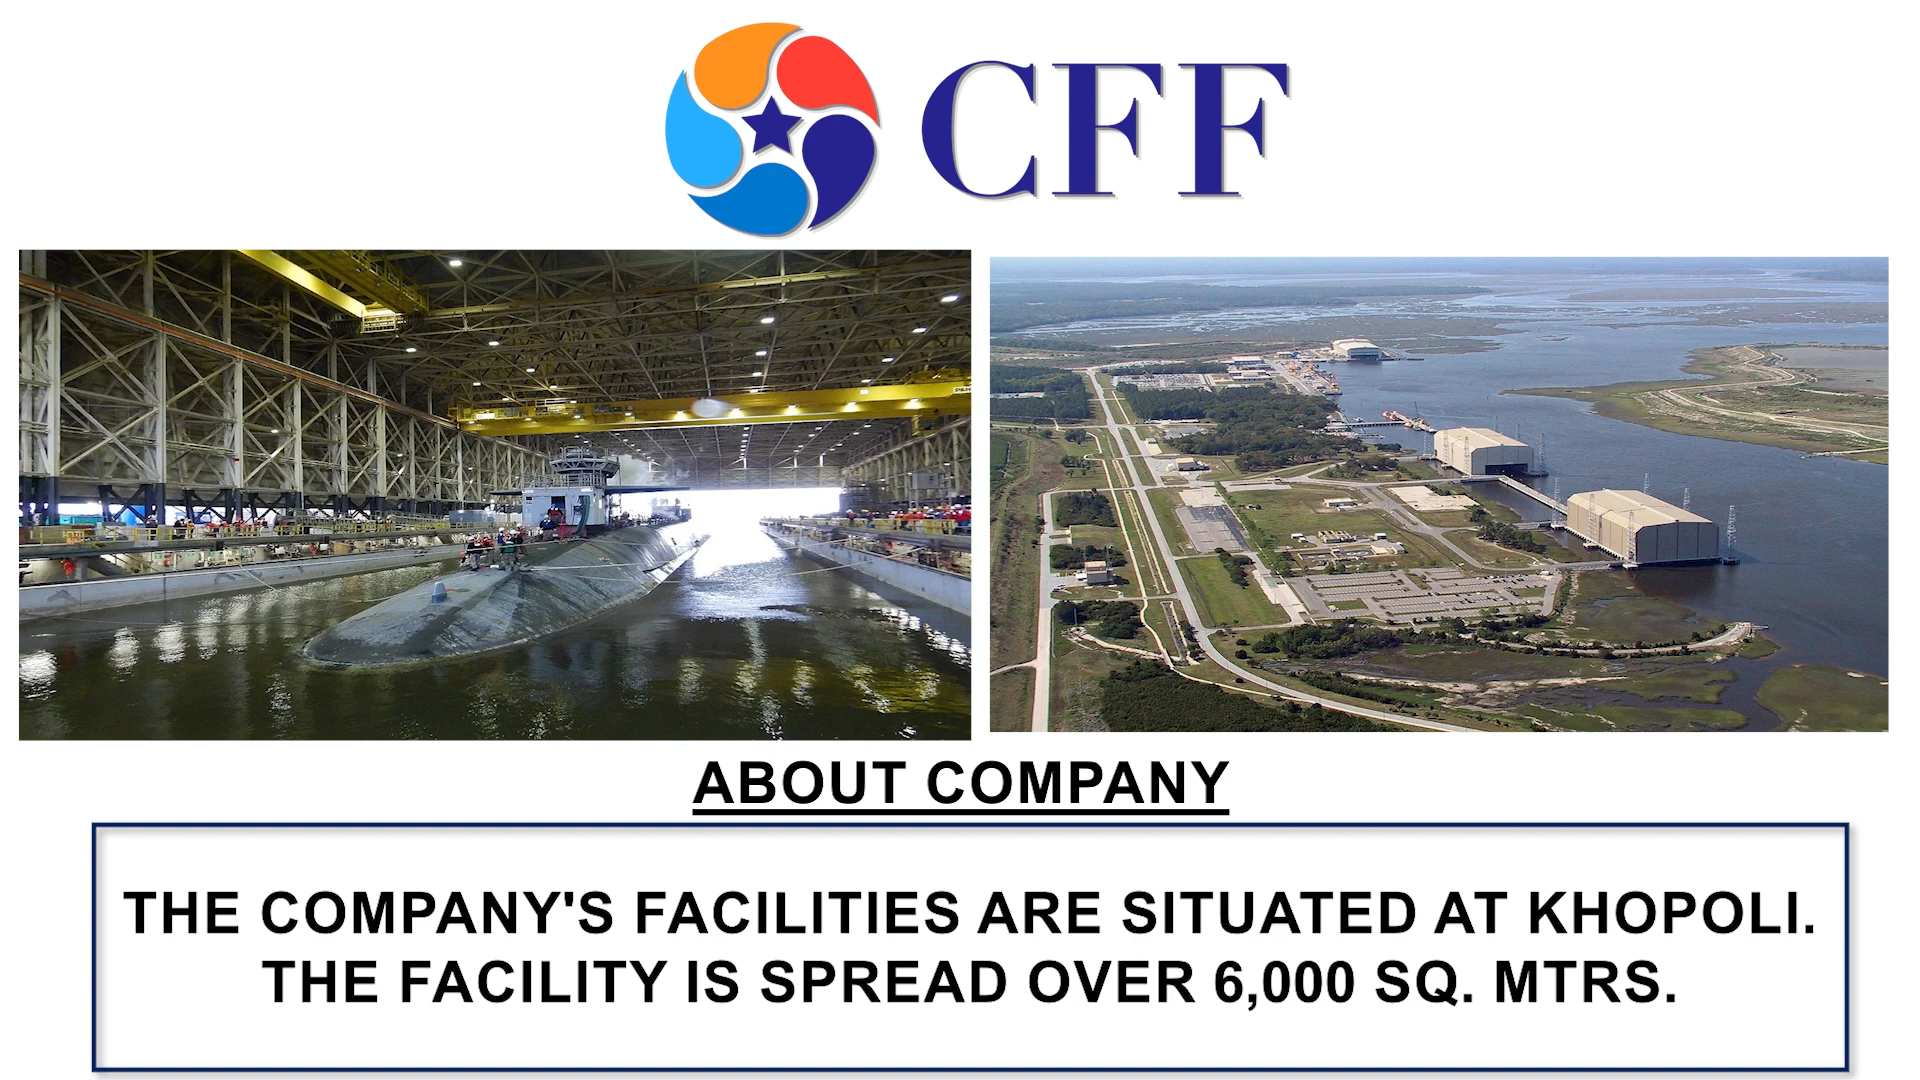 CFF
P&H
ABOUT COMPANY
THE COMPANY'S FACILITIES ARE SITUATED AT KHOPOLI.
THE FACILITY IS SPREAD OVER 6,000 SQ. MTRS.